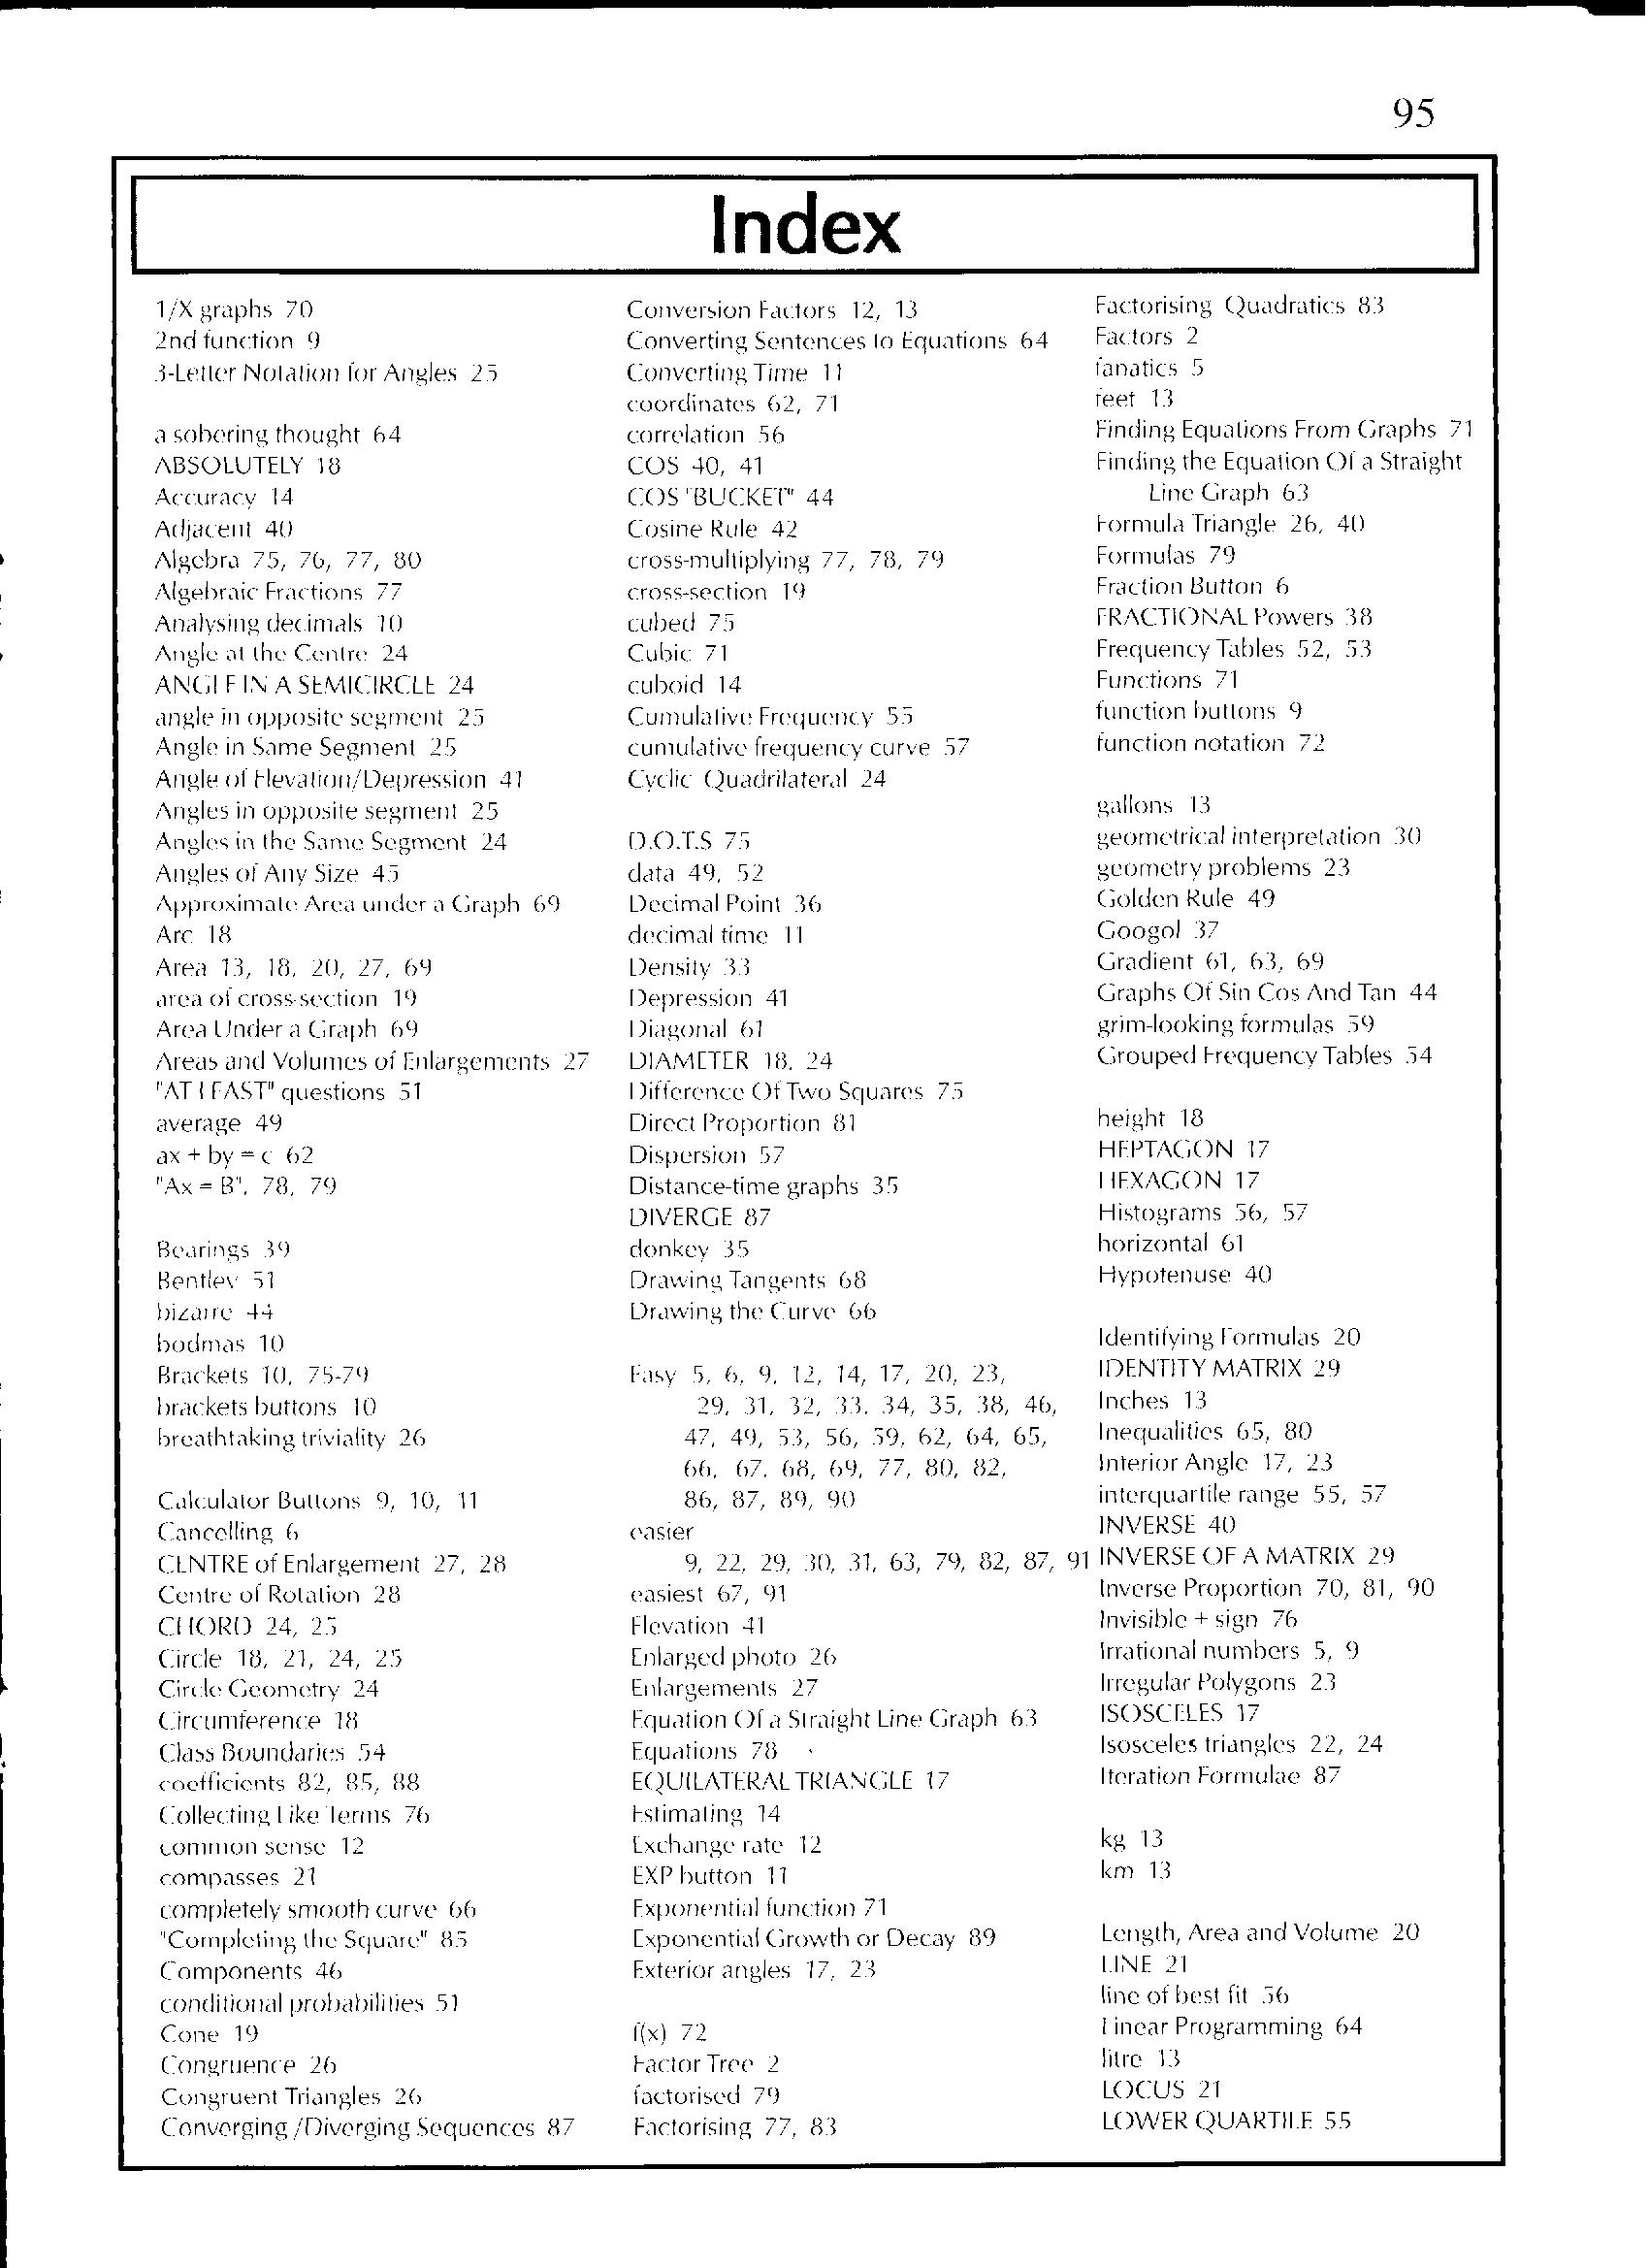 95
Index
1/X graphs 70
2nd function 9
3-Letter Notation for Angles 25
a sobering thought 64
ABSOLUTELY 18
Accuracy 14
Adjacent 40
Algebra 75, 76, 77, 80
Algebraic Fractions 77
Analysing decimals 10
Angle at the Centre 24
ANGLE IN A SEMICIRCLE 24
angle in opposite segment 25
Angle in Same Segment 25
Angle of Elevation/Depression 41
Angles in opposite segment 25
Angles in the Same Segment 24
Angles of Any Size 45
Approximate Area under a Graph 69
Arc 18
Area 13, 18, 20, 27, 69
area of cross-section 19
Area Under a Graph 69
Areas and Volumes of Enlargements 27
"AT LEAST" questions 51
average 49
ax + by = c 62
"Ax = B", 78, 79
Bearings 39
Bentley 51
bizarre 44
bodmas 10
Brackets 10, 75-79
brackets buttons 10
breathtaking triviality 26
Calculator Buttons 9, 10, 11
Cancelling 6
CENTRE of Enlargement 27, 28
Centre of Rotation 28
CHORD 24, 25
Circle 18, 21, 24, 25
Circle Geometry 24
Circumference 18
Class Boundaries 54
coefficients 82, 85, 88
Collecting Like Terms 76
common sense 12
compasses 21
completely smooth curve 66
"Completing the Square" 85
Components 46
conditional probabilities 51
Cone 19
Congruence 26
Congruent Triangles 26
Converging /Diverging Sequences 87
Conversion Factors 12, 13
Converting Sentences to Equations 64
Converting Time 11
coordinates 62, 71
correlation 56
COS 40, 41
COS "BUCKET" 44
Cosine Rule 42
cross-multiplying 77, 78, 79
cross-section 19
cubed 75
Cubic 71
cuboid 14
Cumulative Frequency 55
cumulative frequency curve 57
Cyclic Quadrilateral 24
D.O.T.S 75
data 49, 52
Decimal Point 36
decimal time 11
Density 33
Depression 41
Diagonal 61
DIAMETER 18, 24
Difference Of Two Squares 75
Direct Proportion 81
Dispersion 57
Distance-time graphs 35
DIVERGE 87
donkey 35
Drawing Tangents 68
Drawing the Curve 66
Easy 5, 6, 9, 12, 14, 17, 20, 23,
29, 31, 32, 33, 34, 35, 38, 46,
47, 49, 53, 56, 59, 62, 64, 65,
66, 67, 68, 69, 77, 80, 82,
86, 87, 89, 90
easier
9, 22, 29, 30, 31, 63, 79, 82, 87, 91
easiest 67, 91
Elevation 41
Enlarged photo 26
Enlargements 27
Equation Of a Straight Line Graph 63
Equations 78
EQUILATERAL TRIANGLE 17
Estimating 14
Exchange rate 12
EXP button 11
Exponential function 71
Exponential Growth or Decay 89
Exterior angles 17, 23
f(x) 72
Factor Tree 2
factorised 79
Factorising 77, 83
Factorising Quadratics 83
Factors 2
fanatics 5
feet 13
Finding Equations From Graphs 71
Finding the Equation Of a Straight
Line Graph 63
Formula Triangle 26, 40
Formulas 79
Fraction Button 6
FRACTIONAL Powers 38
Frequency Tables 52, 53
Functions 71
function buttons 9
function notation 72
gallons 13
geometrical interpretation 30
geometry problems 23
Golden Rule 49
Googol 37
Gradient 61, 63, 69
Graphs Of Sin Cos And Tan 44
grim-looking formulas 59
Grouped Frequency Tables 54
height 18
HEPTAGON 17
HEXAGON 17
Histograms 56, 57
horizontal 61
Hypotenuse 40
Identifying Formulas 20
IDENTITY MATRIX 29
Inches 13
Inequalities 65, 80
Interior Angle 17, 23
interquartile range 55, 57
INVERSE 40
INVERSE OF A MATRIX 29
Inverse Proportion 70, 81, 90
Invisible + sign 76
Irrational numbers 5, 9
Irregular Polygons 23
ISOSCELES 17
Isosceles triangles 22, 24
Iteration Formulae 87
kg 13
km 13
Length, Area and Volume 20
LINE 21
line of best fit 56
Linear Programming 64
litre 13
LOCUS 21
LOWER QUARTILE 55